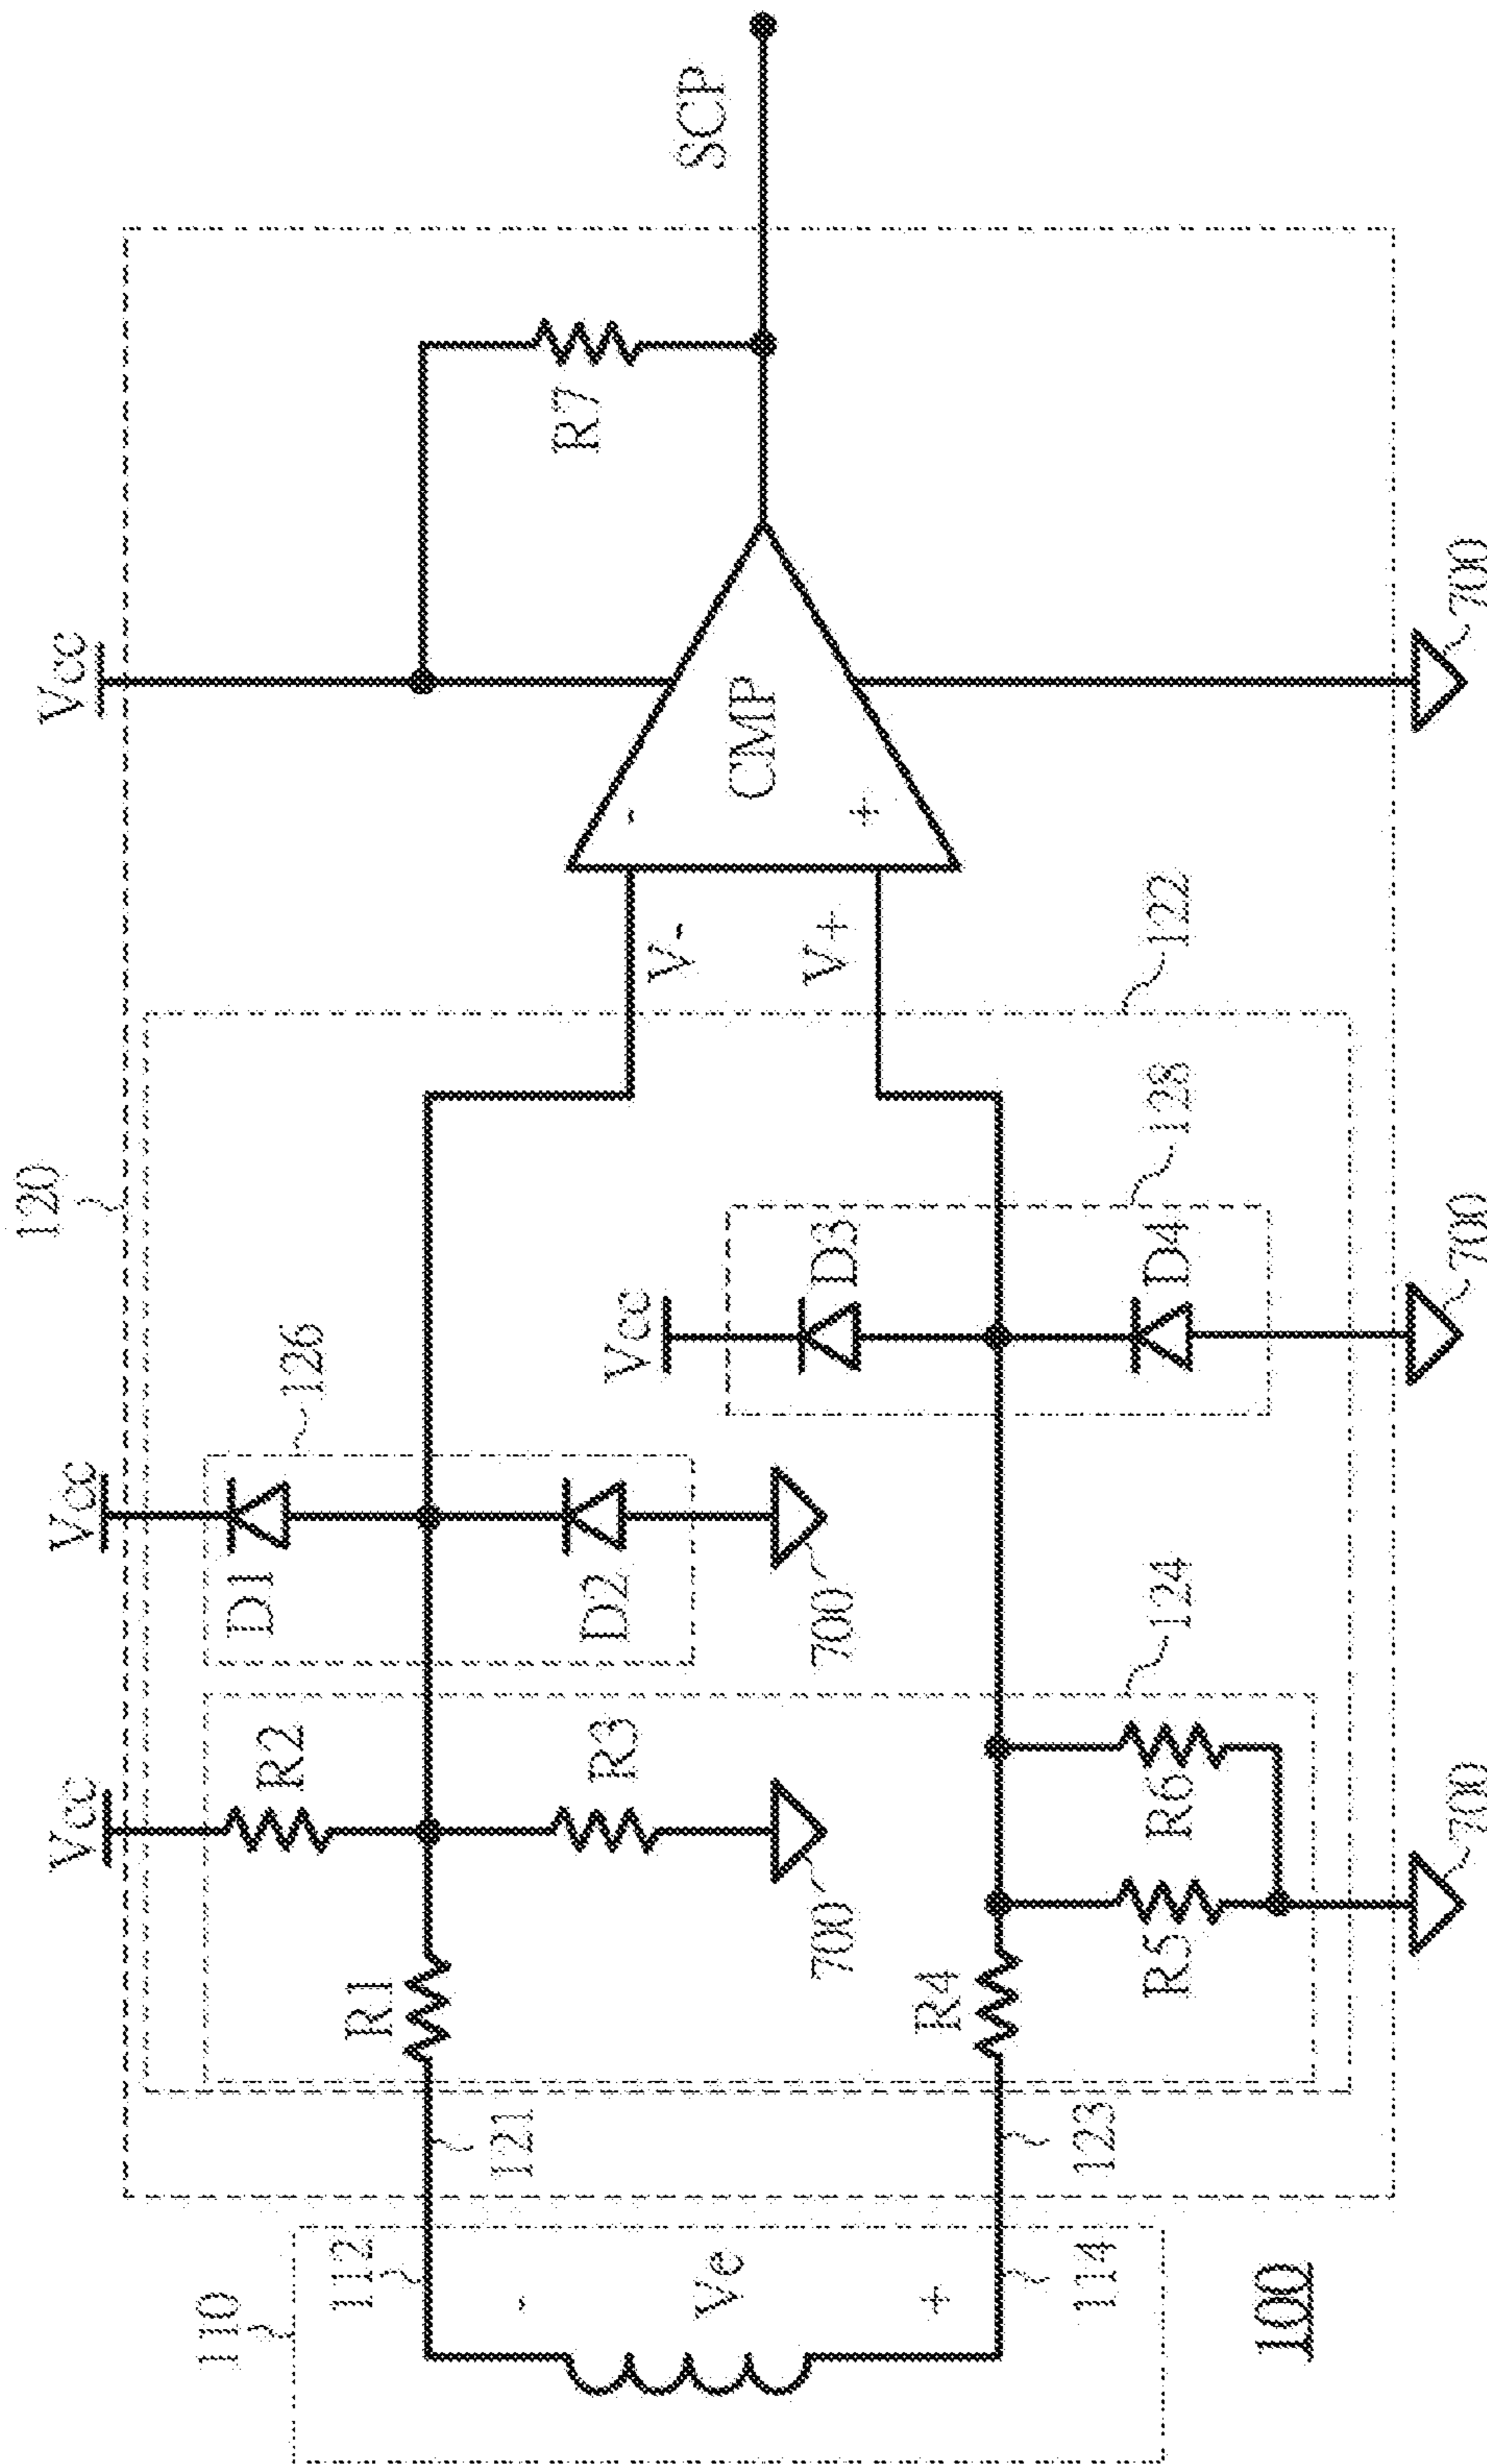 120
Vcc
Vcc
Vcc
126
R2
D1
R7
SCP
110
112
121
R1
R3
D2
Vcc
V-
-
CMP
-
Ve
+
700
700
D3
128
122
V+
+
114
123
R4
R5
R6
124
D4
100
700
700
700